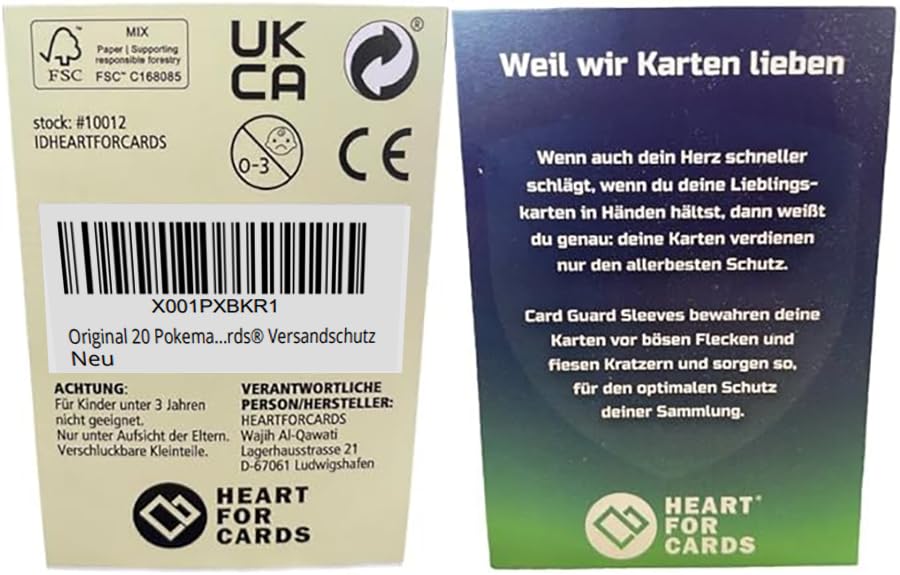 FSC
MIX
Paper | Supporting
responsible forestry
FSC™ C168085
UK
CA
®
stock: #10012
IDHEARTFORCARDS
0-3
CE
X001PXBKR1
Original 20 Pokema...rds® Versandschutz
Neu
ACHTUNG:
Für Kinder unter 3 Jahren
nicht geeignet.
Nur unter Aufsicht der Eltern.
Verschluckbare Kleinteile.
VERANTWORTLICHE
PERSON/HERSTELLER:
HEARTFORCARDS
Wajih Al-Qawati
Lagerhausstrasse 21
D-67061 Ludwigshafen
HEART
FOR
CARDS
Weil wir Karten lieben
Wenn auch dein Herz schneller
schlägt, wenn du deine Lieblings-
karten in Händen hältst, dann weißt
du genau: deine Karten verdienen
nur den allerbesten Schutz.
Card Guard Sleeves bewahren deine
Karten vor bösen Flecken und
fiesen Kratzern und sorgen so,
für den optimalen Schutz
deiner Sammlung.
HEART®
FOR
CARDS